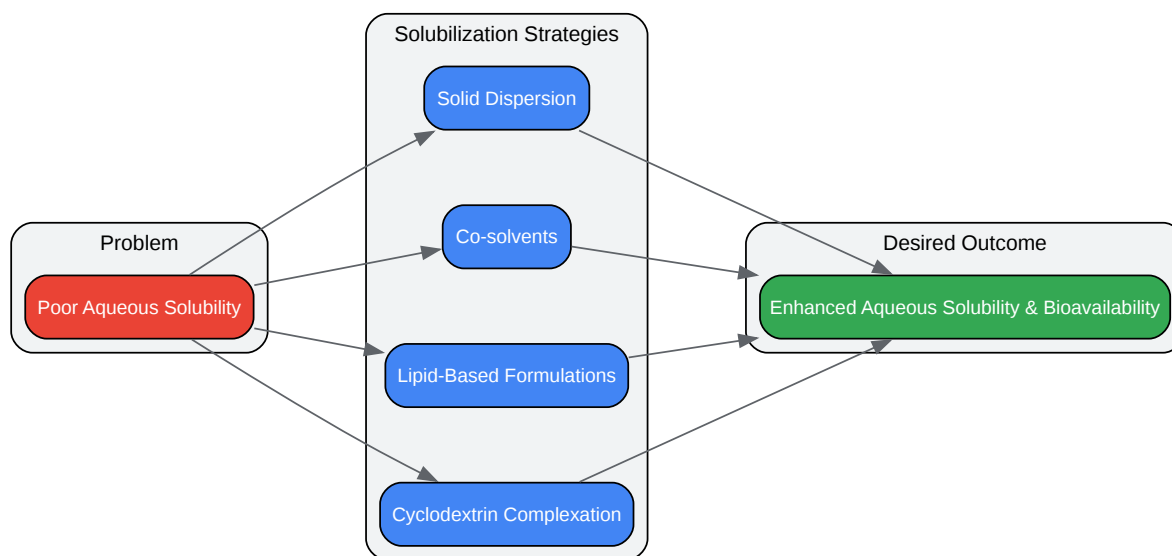 Solubilization Strategies
Solid Dispersion
Problem
Poor Aqueous Solubility
Co-solvents
Lipid-Based Formulations
Cyclodextrin Complexation
Desired Outcome
Enhanced Aqueous Solubility & Bioavailability